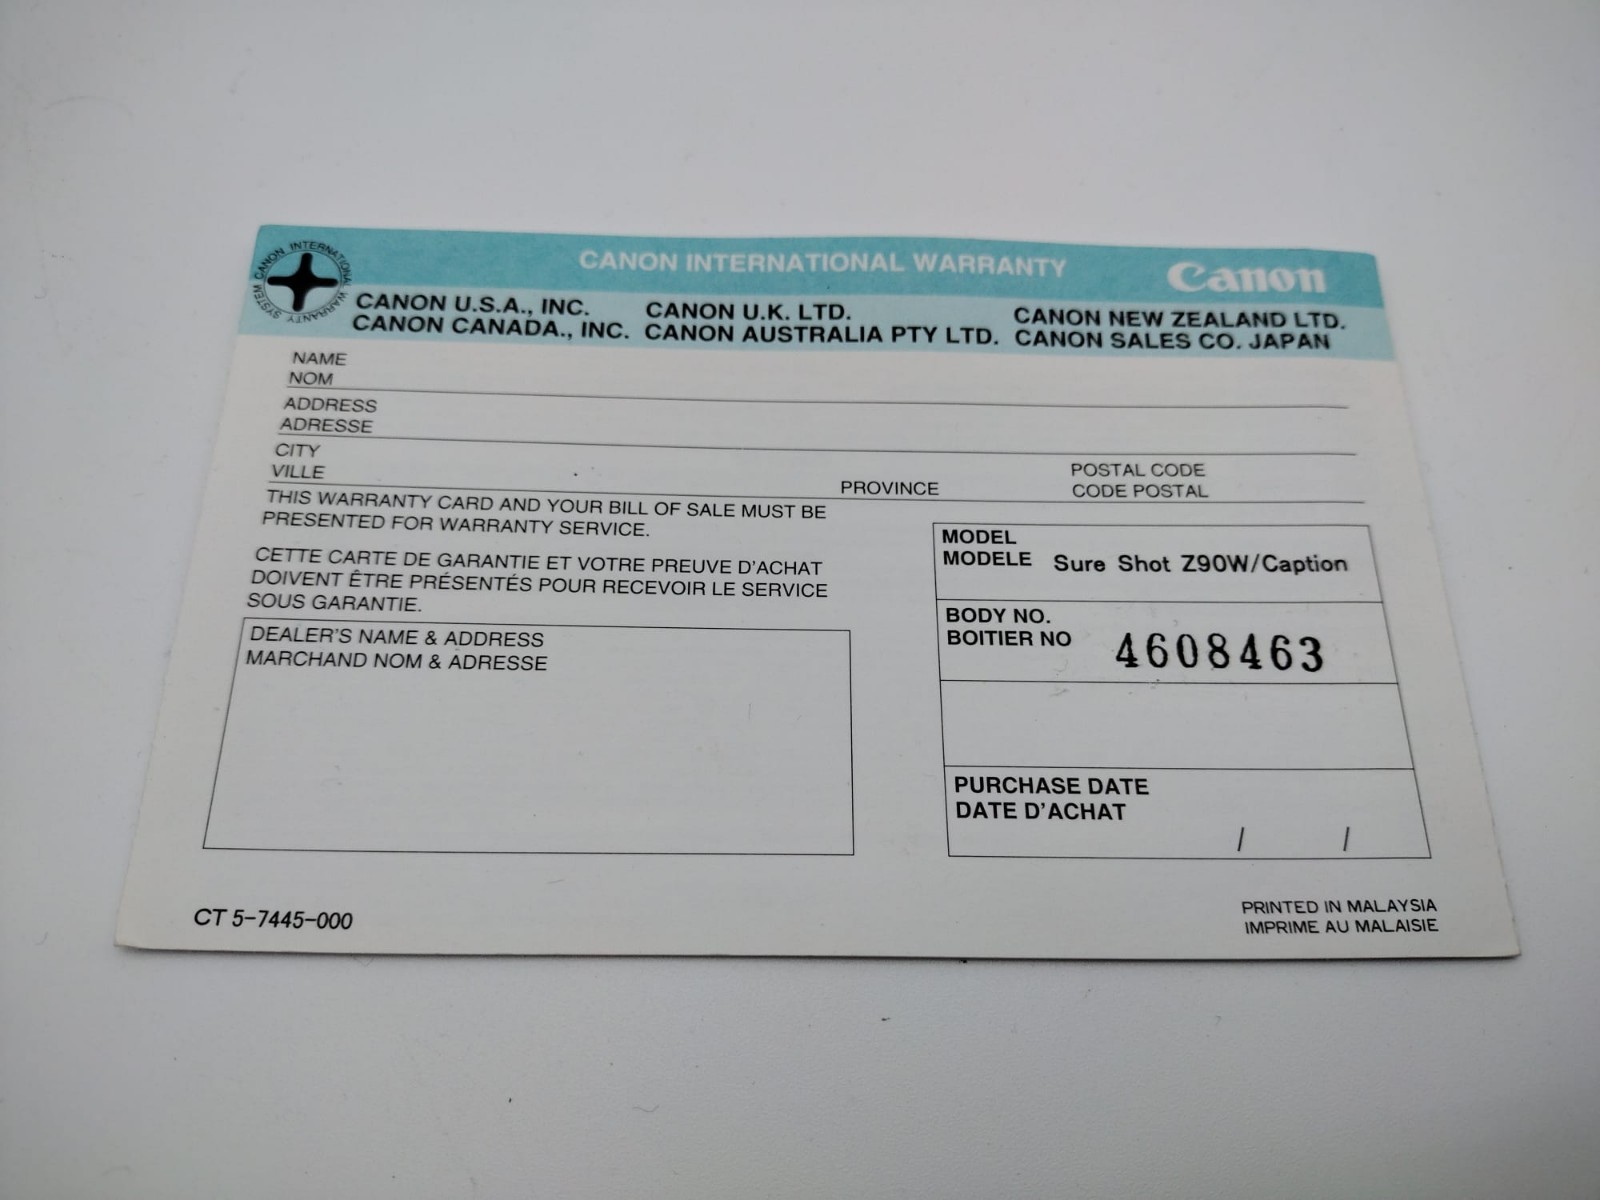 CANON INTERNATIONAL WARRANTY SYSTEM
CANON INTERNATIONAL WARRANTY
Canon
CANON U.S.A., INC. CANON U.K. LTD. CANON NEW ZEALAND LTD.
CANON CANADA., INC. CANON AUSTRALIA PTY LTD. CANON SALES CO. JAPAN
NAME
NOM
ADDRESS
ADRESSE
CITY
VILLE
PROVINCE
POSTAL CODE
CODE POSTAL
THIS WARRANTY CARD AND YOUR BILL OF SALE MUST BE
PRESENTED FOR WARRANTY SERVICE.
CETTE CARTE DE GARANTIE ET VOTRE PREUVE D'ACHAT
DOIVENT ÊTRE PRÉSENTÉS POUR RECEVOIR LE SERVICE
SOUS GARANTIE.
DEALER'S NAME & ADDRESS
MARCHAND NOM & ADRESSE
MODEL
MODELE Sure Shot Z90W/Caption
BODY NO.
BOITIER NO 4608463
PURCHASE DATE
DATE D'ACHAT
/ /
CT 5-7445-000
PRINTED IN MALAYSIA
IMPRIME AU MALAISIE